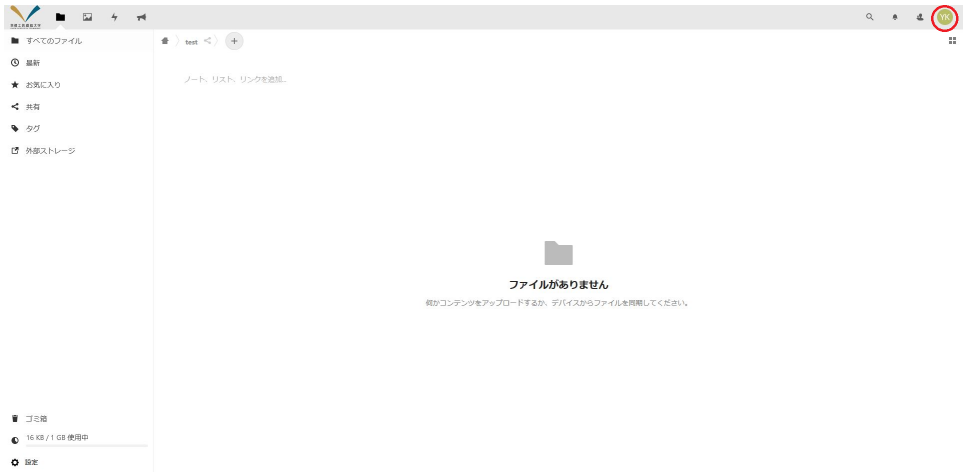 YK
すべてのファイル
test
最新
ノート、リスト、リンクを追加...
お気に入り
共有
タグ
外部ストレージ
ファイルがありません
何かコンテンツをアップロードするか、デバイスからファイルを同期してください。
ゴミ箱
16 KB / 1 GB 使用中
設定